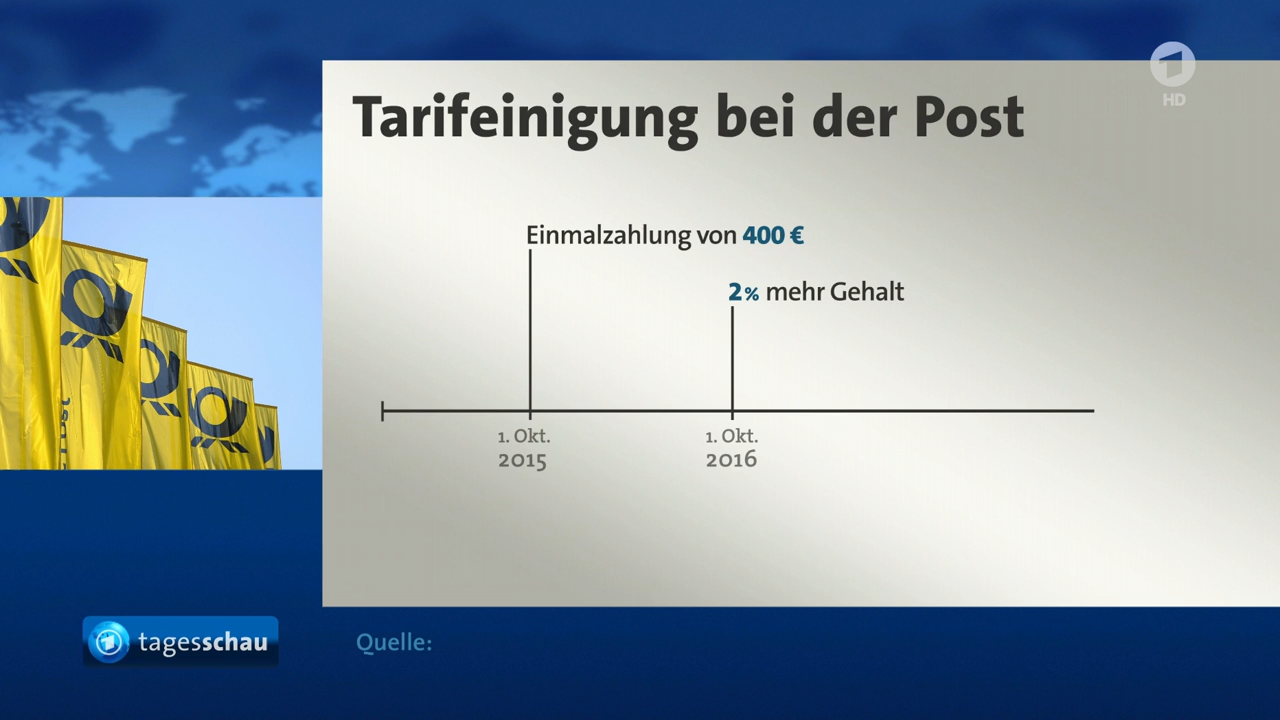 HD
Tarifeinigung bei der Post
Einmalzahlung von 400 €
2% mehr Gehalt
1. Okt.
2015
1. Okt.
2016
tagesschau
Quelle: